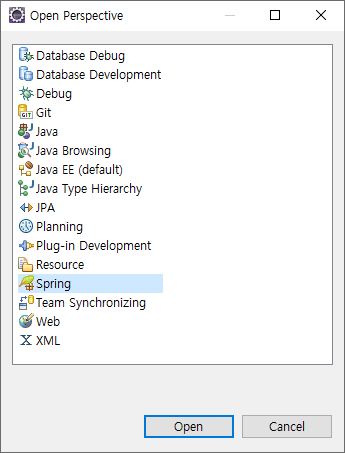 Open Perspective
Database Debug
Database Development
Debug
GIT Git
Java
Java Browsing
Java EE (default)
Java Type Hierarchy
JPA
Planning
Plug-in Development
Resource
Spring
Team Synchronizing
Web
XML
Open Cancel